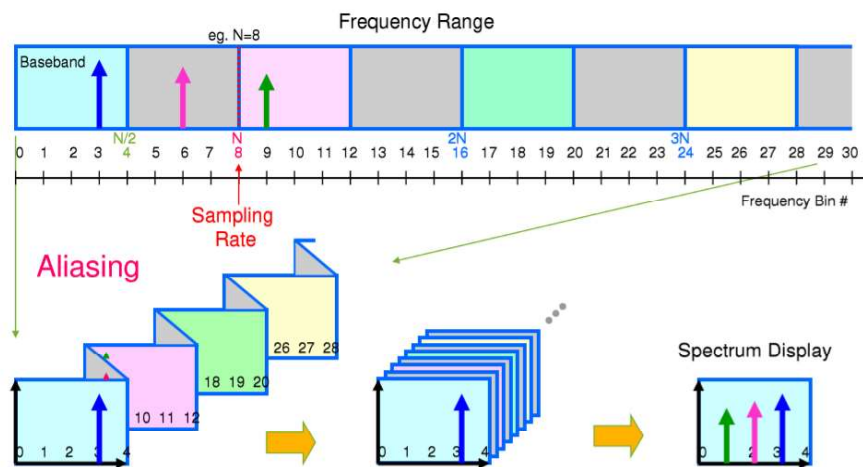 Frequency Range
eg. N=8
Baseband
N/2 N 2N 3N
0 1 2 3 4 5 6 7 8 9 10 11 12 13 14 15 16 17 18 19 20 21 22 23 24 25 26 27 28 29 30
Frequency Bin #
Sampling
Rate
Aliasing
26 27 28
18 19 20
10 11 12
0 1 2 3 4
0 1 2 3 4
Spectrum Display
0 2 3 4